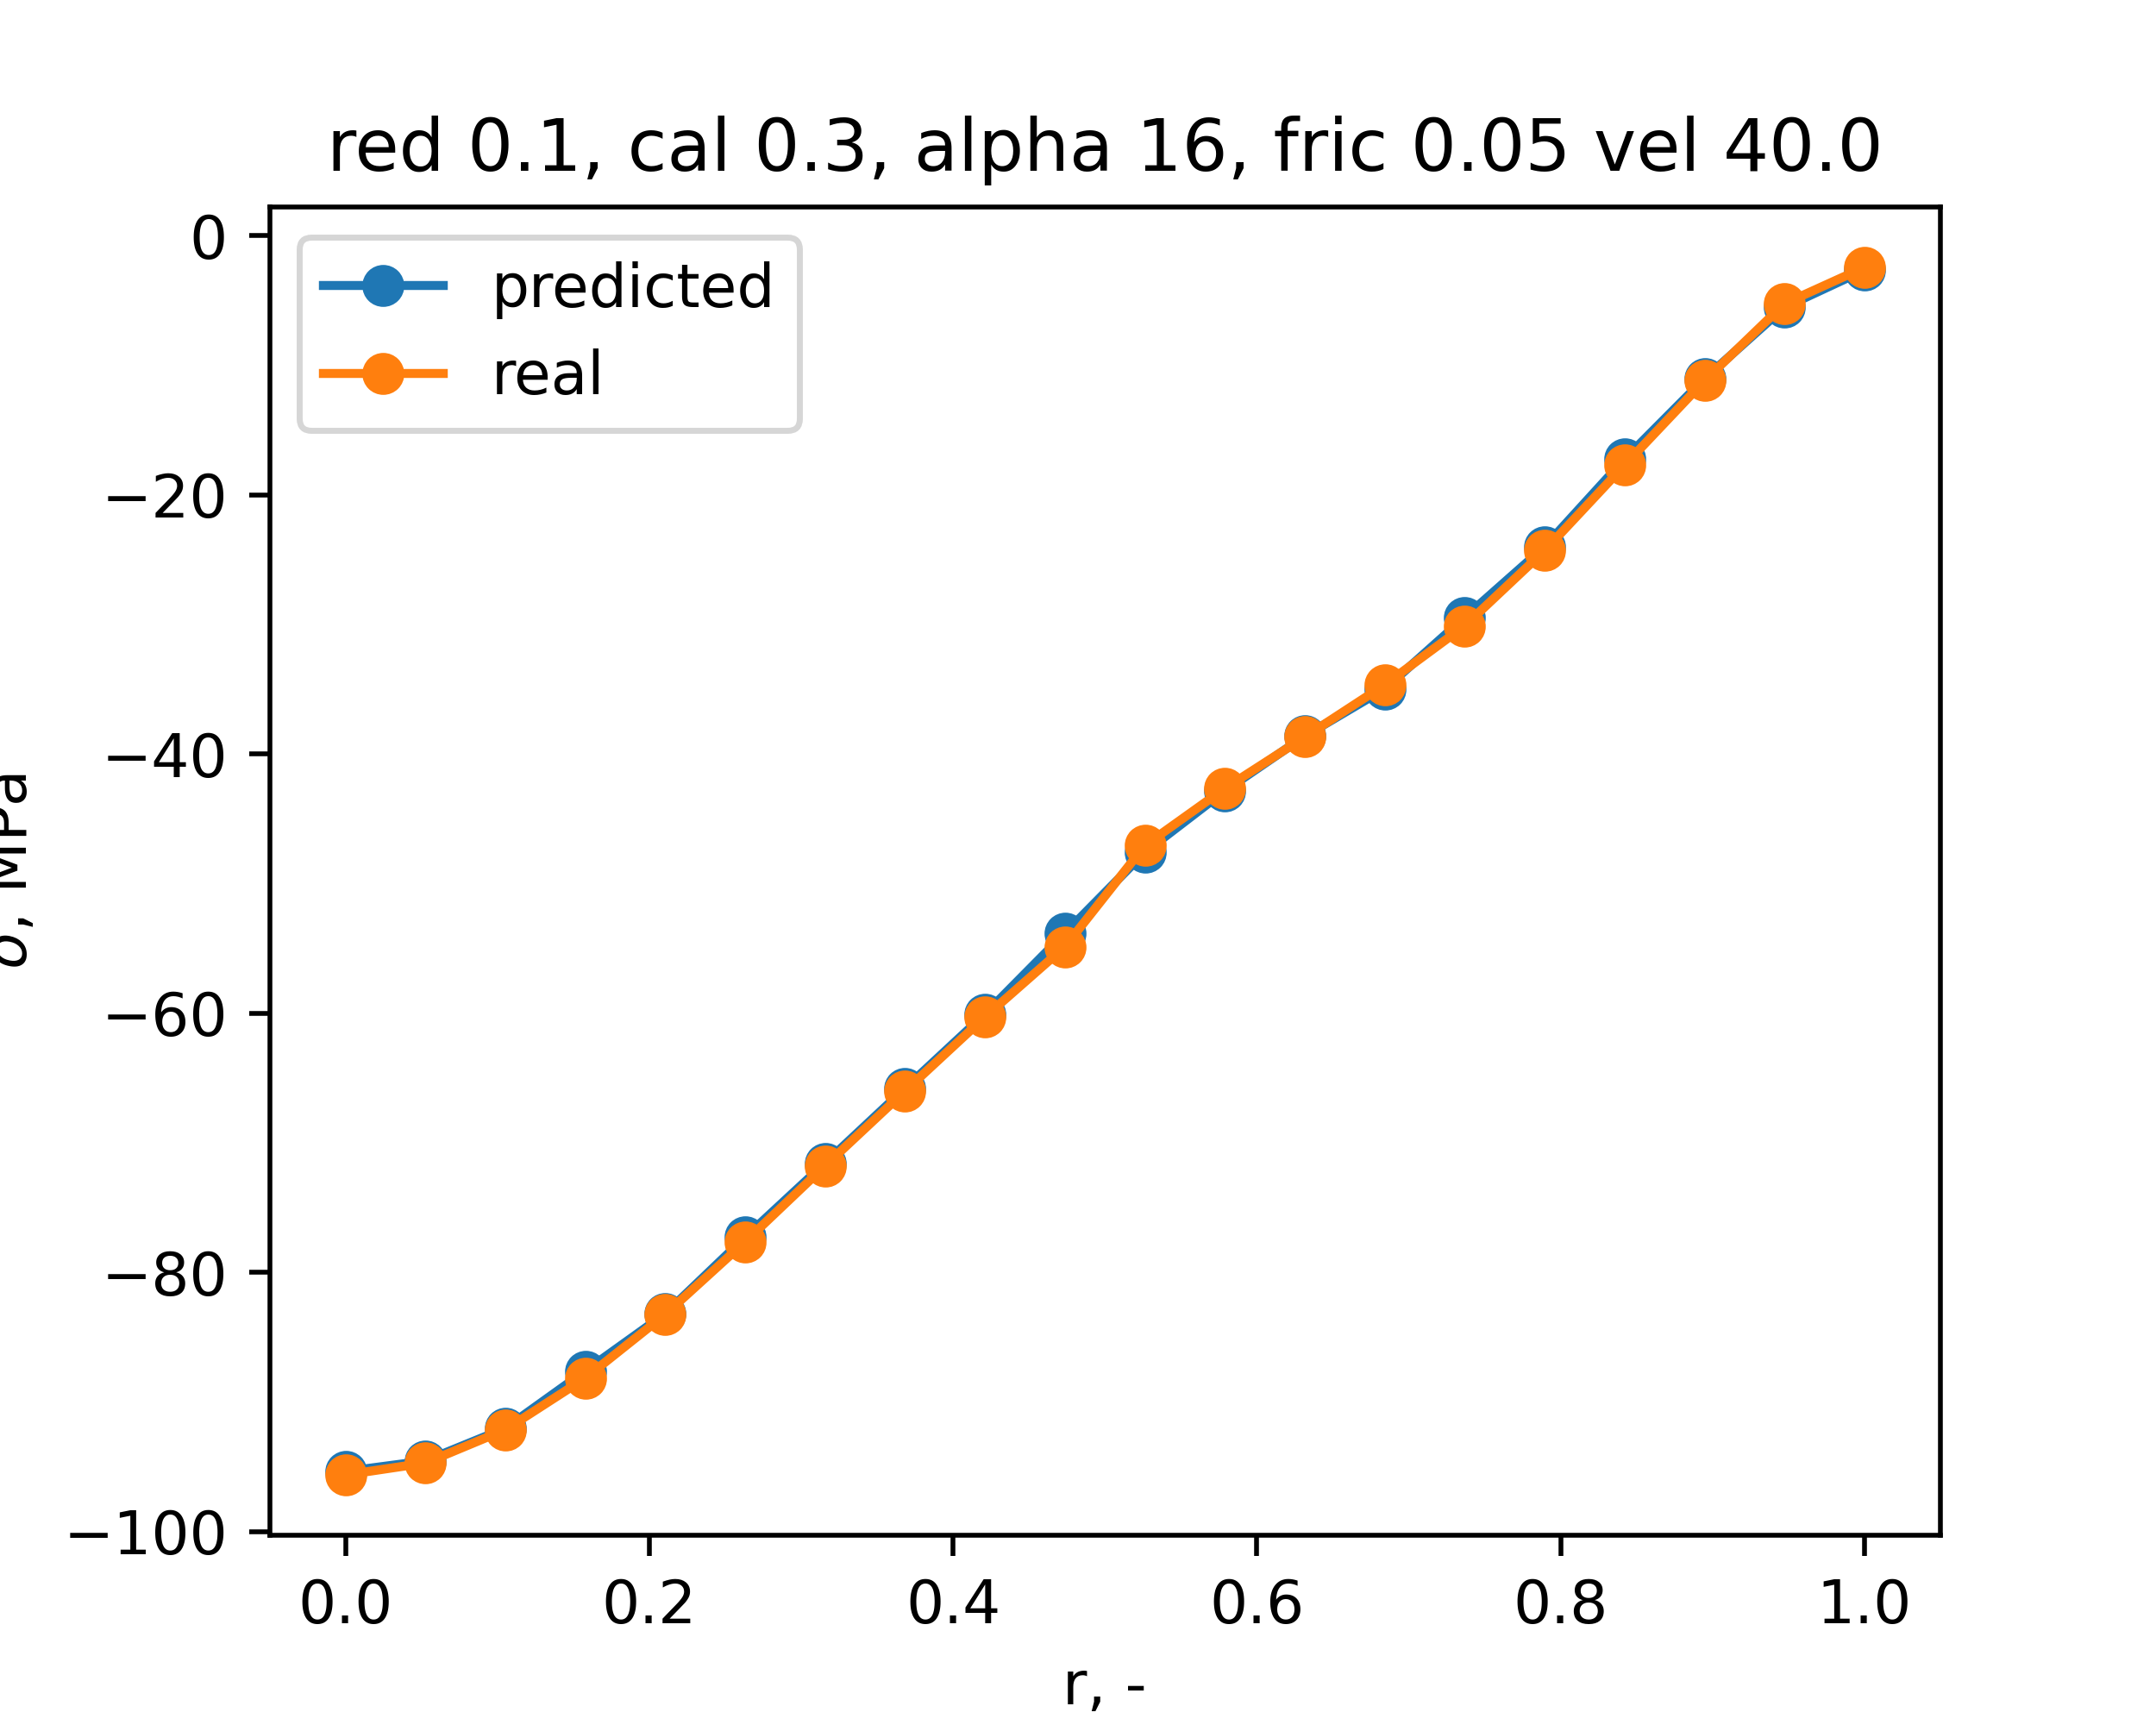 red 0.1, cal 0.3, alpha 16, fric 0.05 vel 40.0
predicted
real
0
−20
−40
−60
−80
−100
, MPa
0.0 0.2 0.4 0.6 0.8 1.0
r, -